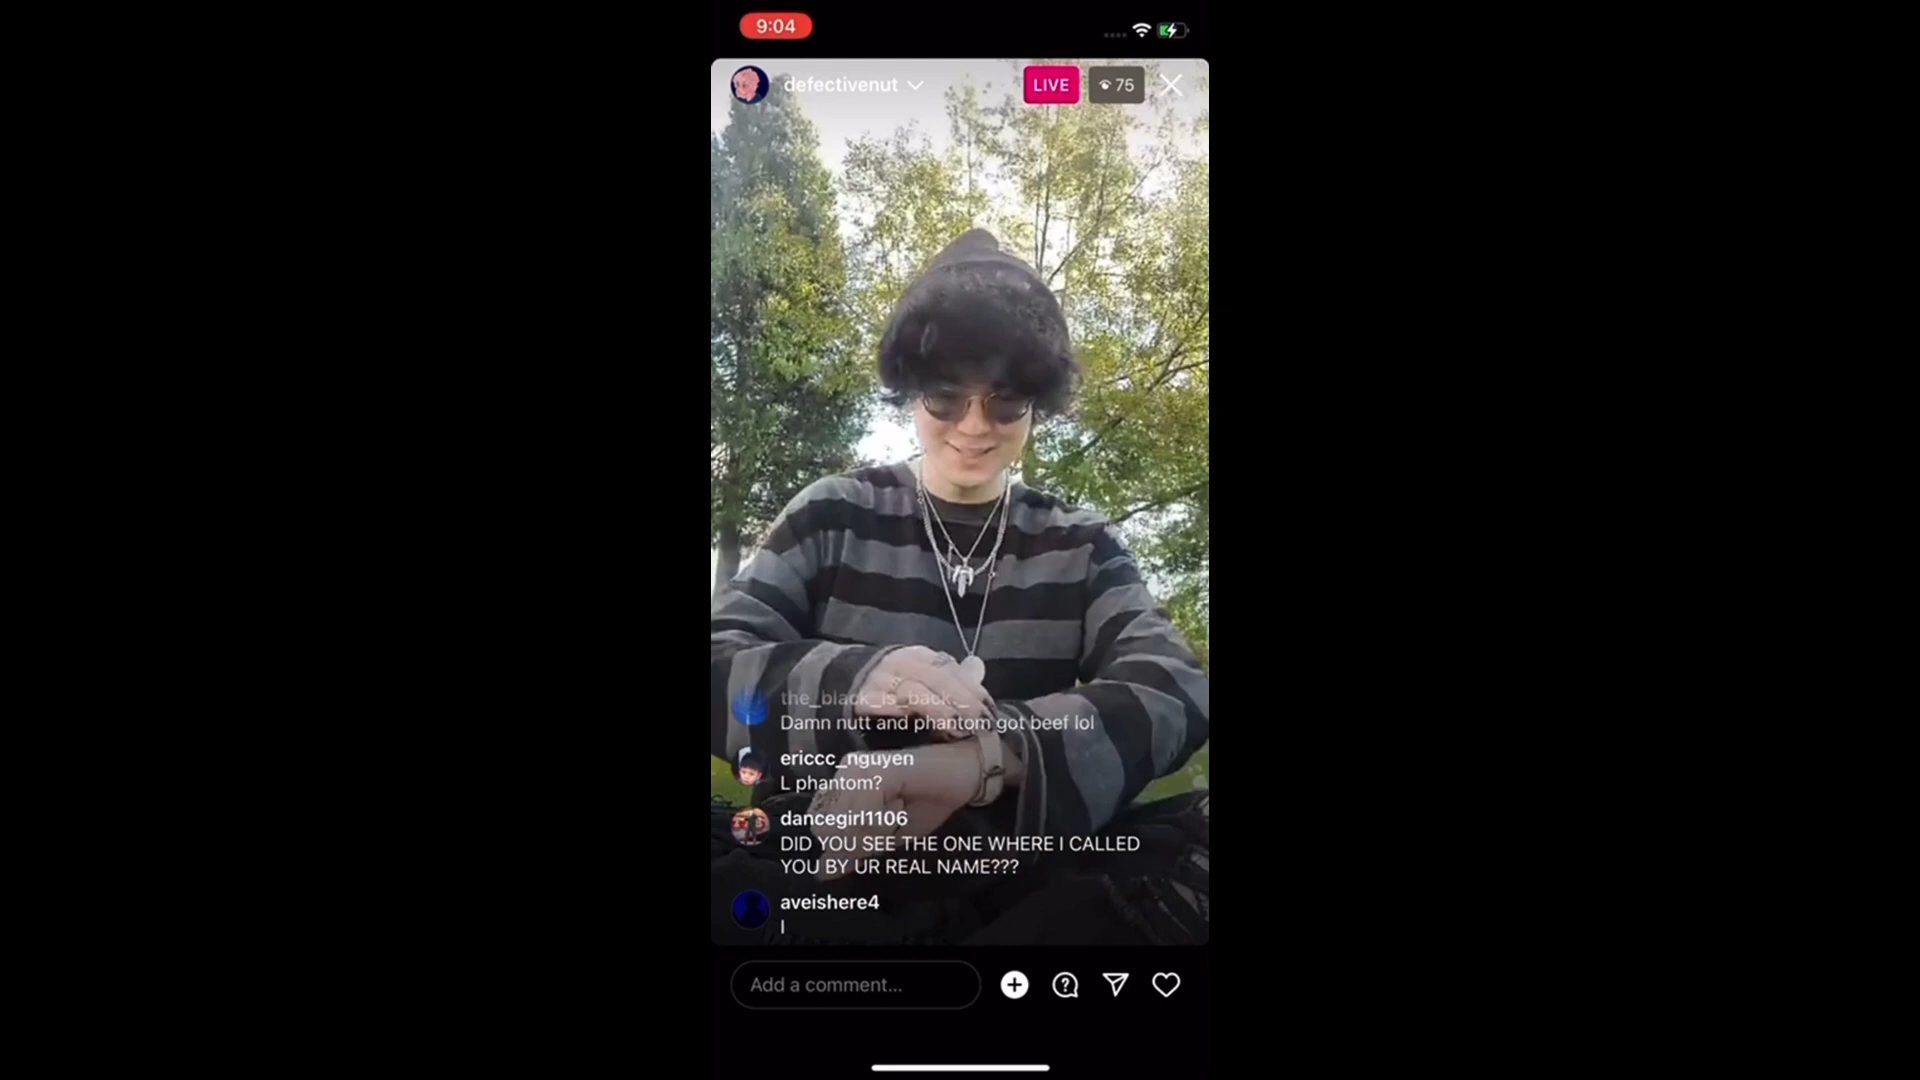 9:04
defectivenut
LIVE
75
the_black_is_back._
Damn nutt and phantom got beef lol
ericcc_nguyen
L phantom?
dancegirl1106
DID YOU SEE THE ONE WHERE I CALLED
YOU BY UR REAL NAME???
aveishere4
I
Add a comment...